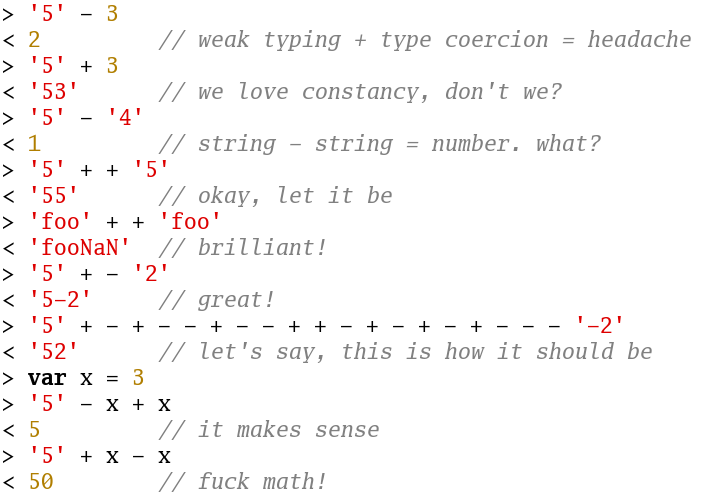 > '5' - 3
< 2         // weak typing + type coercion = headache
> '5' + 3
< '53'      // we love constancy, don't we?
> '5' - '4'
< 1         // string - string = number. what?
> '5' + + '5'
< '55'      // okay, let it be
> 'foo' + + 'foo'
< 'fooNaN'  // brilliant!
> '5' + - '2'
< '5-2'     // great!
> '5' + - + - - + - - + + - + - + - + - - - '-2'
< '52'      // let's say, this is how it should be
> var x = 3
> '5' - x + x
< 5         // it makes sense
> '5' + x - x
< 50        // fuck math!